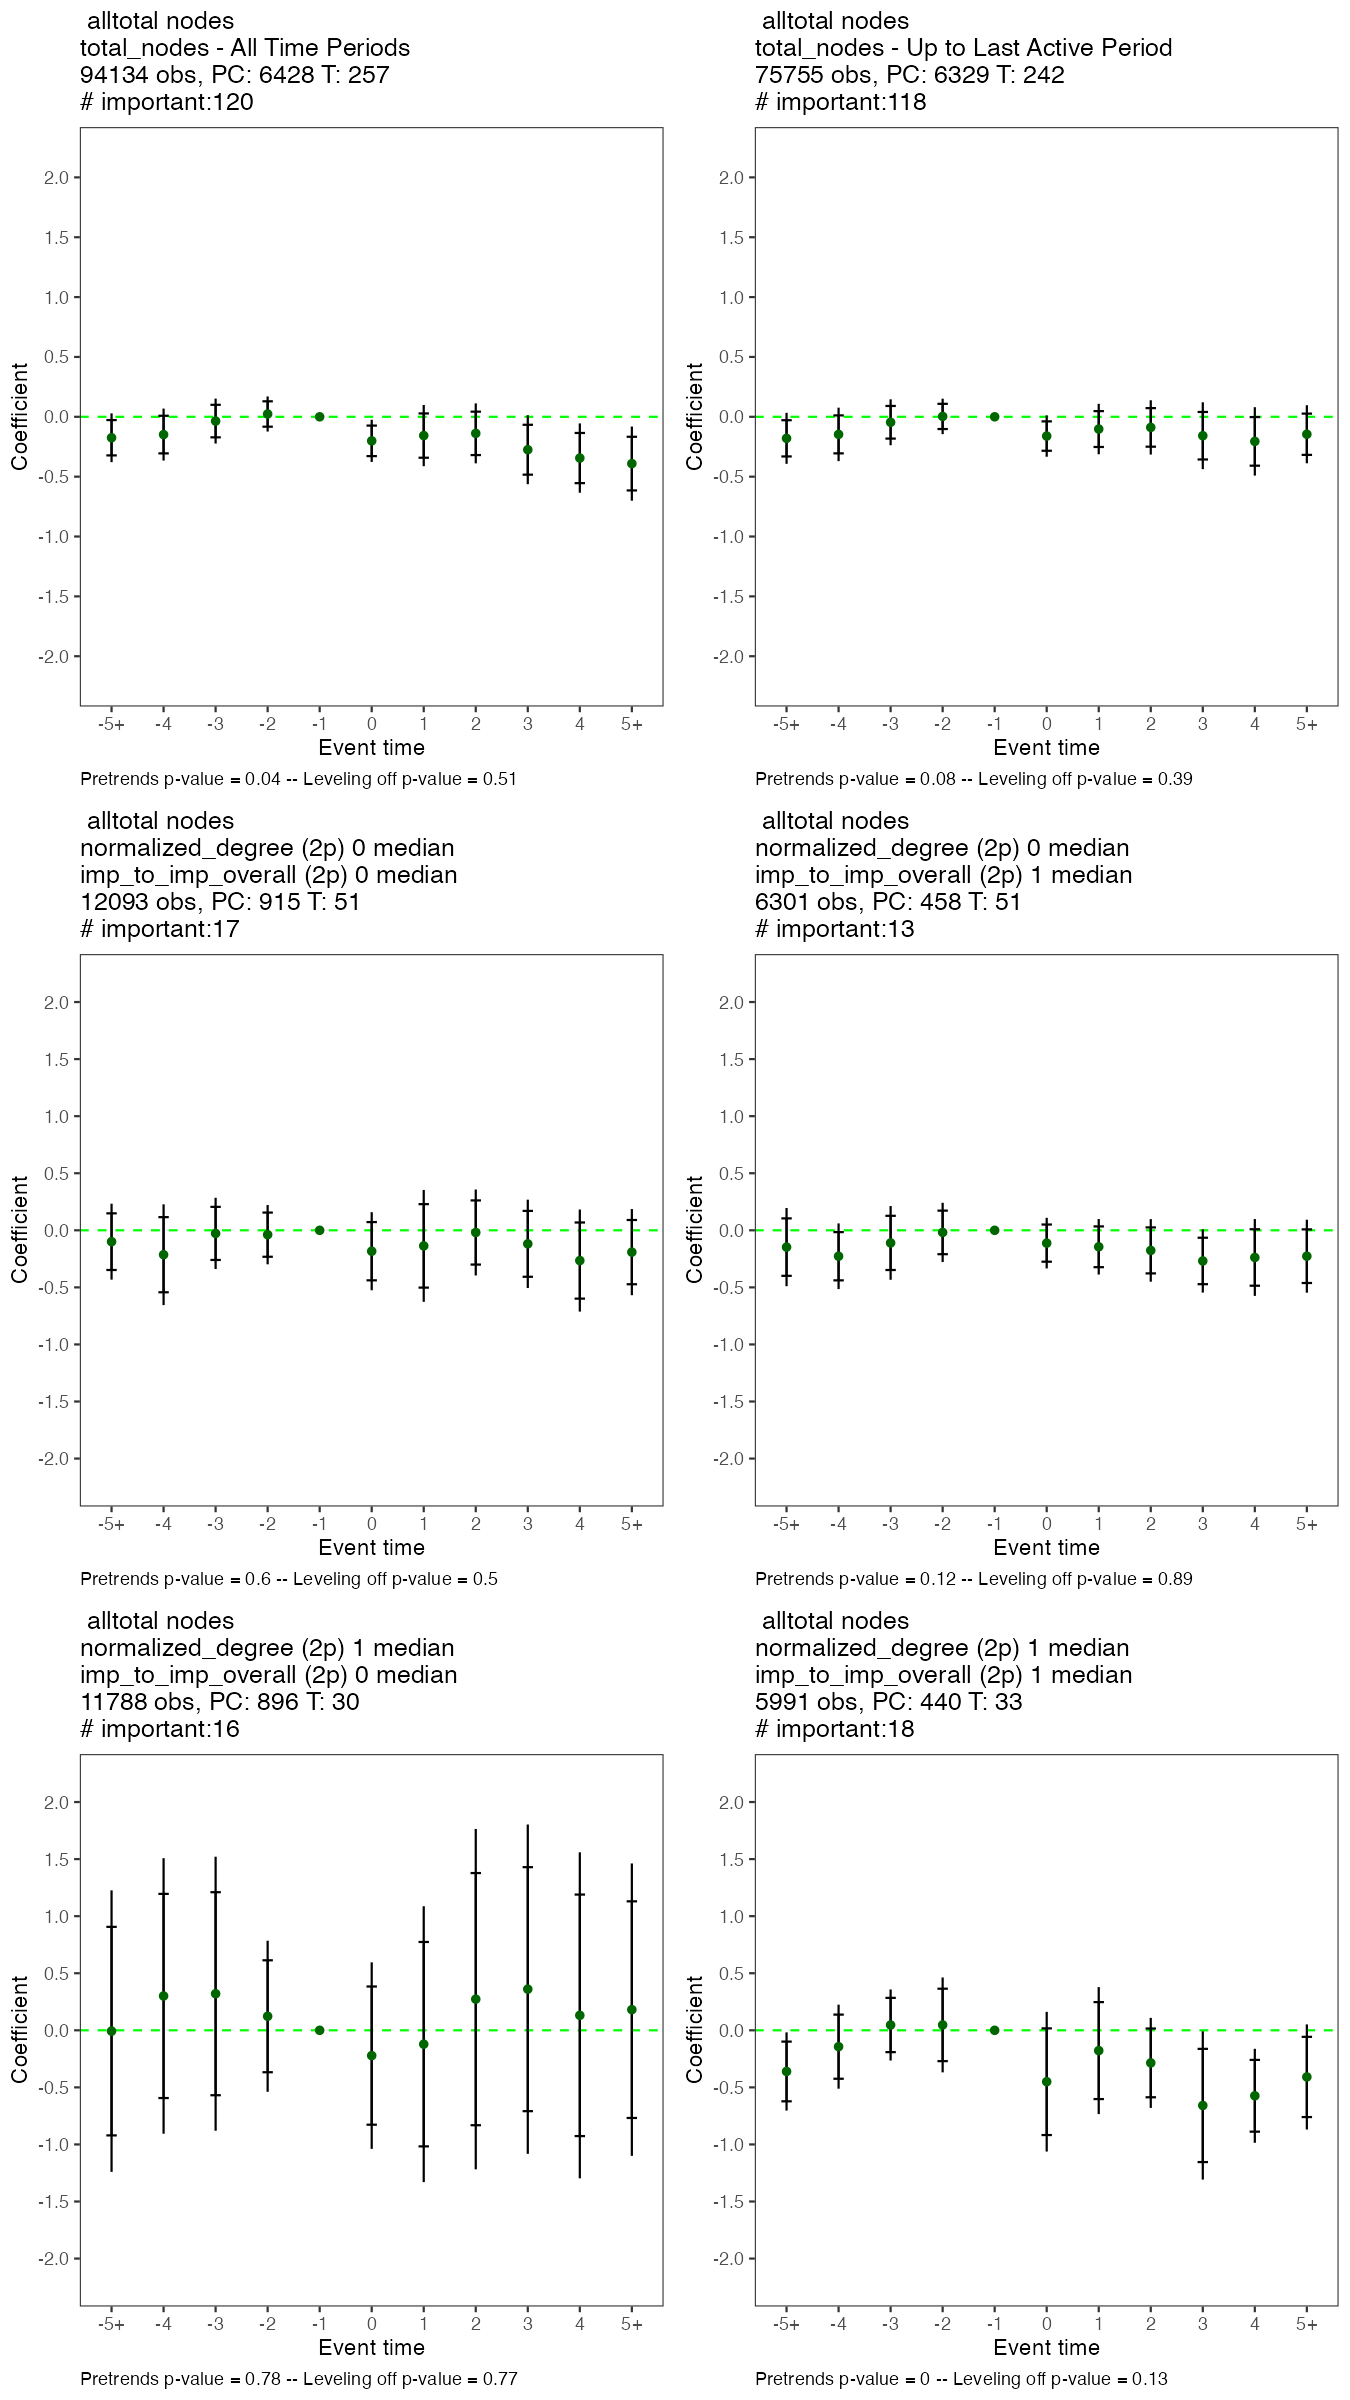 alltotal nodes
total_nodes - All Time Periods
94134 obs, PC: 6428 T: 257
# important:120
2.0
1.5
1.0
0.5
0.0
-0.5
-1.0
-1.5
-2.0
Coefficient
-5+ -4 -3 -2 -1 0 1 2 3 4 5+
Event time
Pretrends p-value = 0.04 -- Leveling off p-value = 0.51
alltotal nodes
total_nodes - Up to Last Active Period
75755 obs, PC: 6329 T: 242
# important:118
2.0
1.5
1.0
0.5
0.0
-0.5
-1.0
-1.5
-2.0
Coefficient
-5+ -4 -3 -2 -1 0 1 2 3 4 5+
Event time
Pretrends p-value = 0.08 -- Leveling off p-value = 0.39
alltotal nodes
normalized_degree (2p) 0 median
imp_to_imp_overall (2p) 0 median
12093 obs, PC: 915 T: 51
# important:17
2.0
1.5
1.0
0.5
0.0
-0.5
-1.0
-1.5
-2.0
Coefficient
-5+ -4 -3 -2 -1 0 1 2 3 4 5+
Event time
Pretrends p-value = 0.6 -- Leveling off p-value = 0.5
alltotal nodes
normalized_degree (2p) 0 median
imp_to_imp_overall (2p) 1 median
6301 obs, PC: 458 T: 51
# important:13
2.0
1.5
1.0
0.5
0.0
-0.5
-1.0
-1.5
-2.0
Coefficient
-5+ -4 -3 -2 -1 0 1 2 3 4 5+
Event time
Pretrends p-value = 0.12 -- Leveling off p-value = 0.89
alltotal nodes
normalized_degree (2p) 1 median
imp_to_imp_overall (2p) 0 median
11788 obs, PC: 896 T: 30
# important:16
2.0
1.5
1.0
0.5
0.0
-0.5
-1.0
-1.5
-2.0
Coefficient
-5+ -4 -3 -2 -1 0 1 2 3 4 5+
Event time
Pretrends p-value = 0.78 -- Leveling off p-value = 0.77
alltotal nodes
normalized_degree (2p) 1 median
imp_to_imp_overall (2p) 1 median
5991 obs, PC: 440 T: 33
# important:18
2.0
1.5
1.0
0.5
0.0
-0.5
-1.0
-1.5
-2.0
Coefficient
-5+ -4 -3 -2 -1 0 1 2 3 4 5+
Event time
Pretrends p-value = 0 -- Leveling off p-value = 0.13